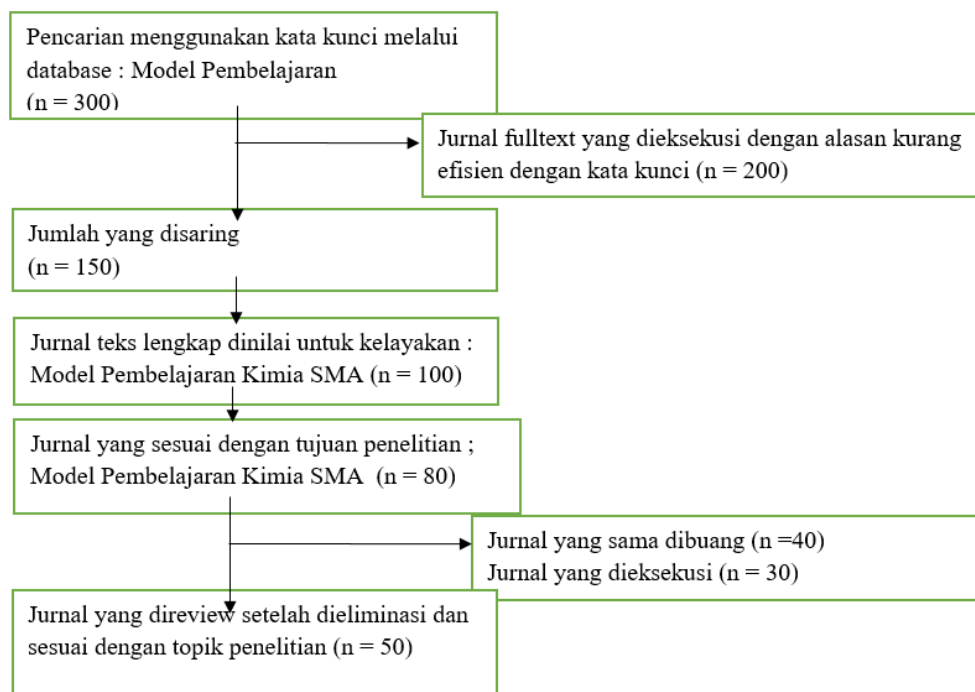 Pencarian menggunakan kata kunci melalui
database : Model Pembelajaran
(n = 300)
Jurnal fulltext yang dieksekusi dengan alasan kurang
efisien dengan kata kunci (n = 200)
Jumlah yang disaring
(n = 150)
Jurnal teks lengkap dinilai untuk kelayakan :
Model Pembelajaran Kimia SMA (n = 100)
Jurnal yang sesuai dengan tujuan penelitian ;
Model Pembelajaran Kimia SMA  (n = 80)
Jurnal yang sama dibuang (n =40)
Jurnal yang dieksekusi (n = 30)
Jurnal yang direview setelah dieliminasi dan
sesuai dengan topik penelitian (n = 50)